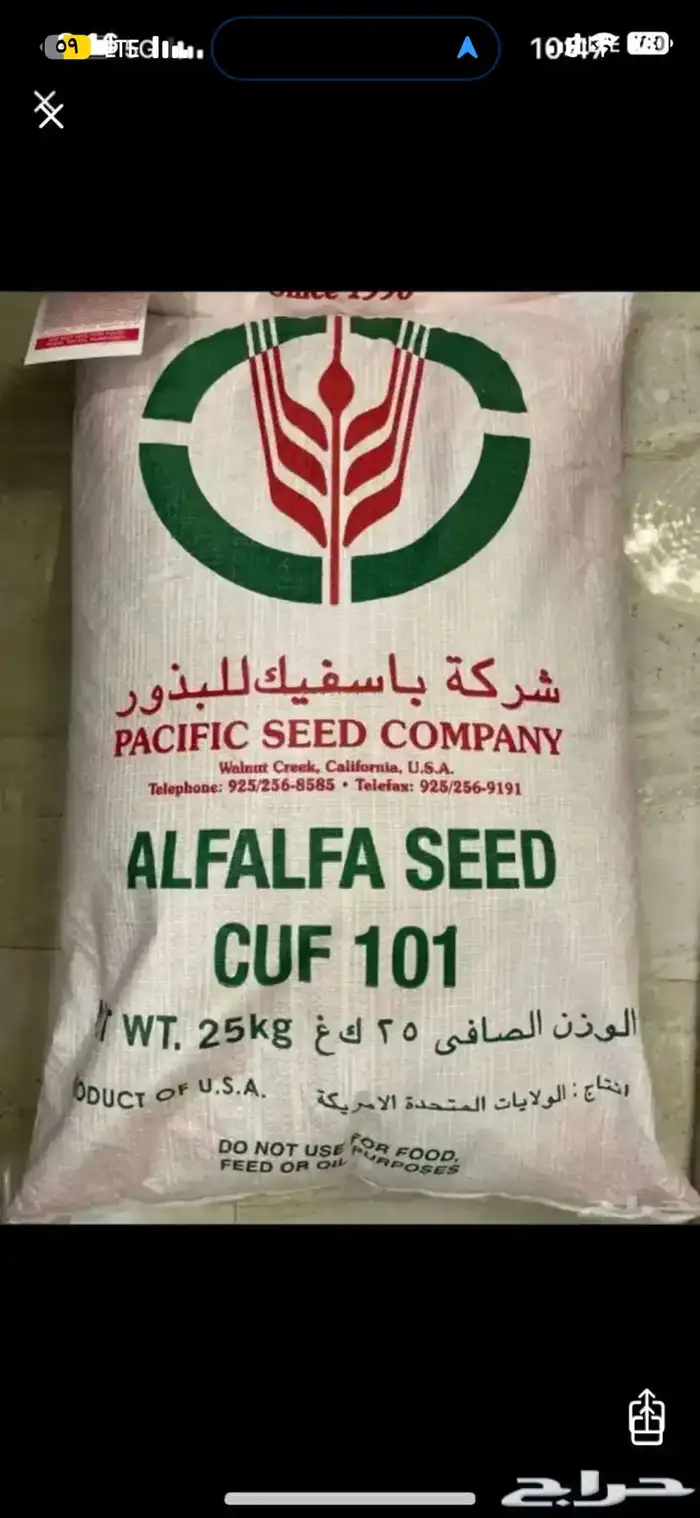 ٥٩
Since 1996
شركة باسفيك للبذور
PACIFIC SEED COMPANY
Walnut Creek, California, U.S.A.
Telephone: 925/256-8585 • Telefax: 925/256-9191
ALFALFA SEED
CUF 101
WT. 25kg الوزن الصافى ٢٥ ك غ
ODUCT OF U.S.A. انتاج: الولايات المتحدة الامريكة
DO NOT USE FOR FOOD,
FEED OR OIL PURPOSES
حراج